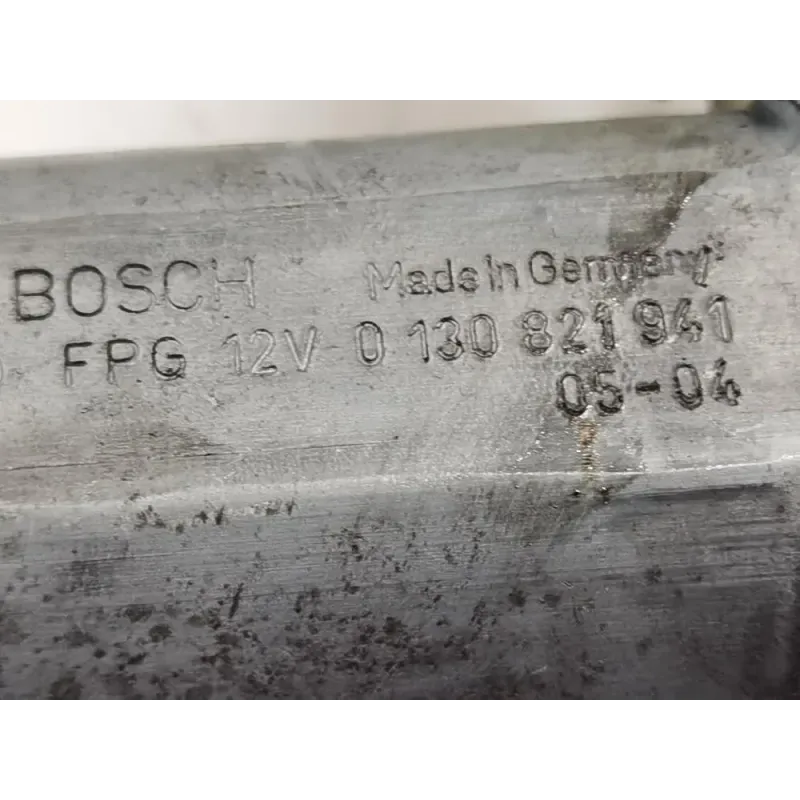 BOSCH Made in Germany
FPG 12V 0 130 821 941
05-04